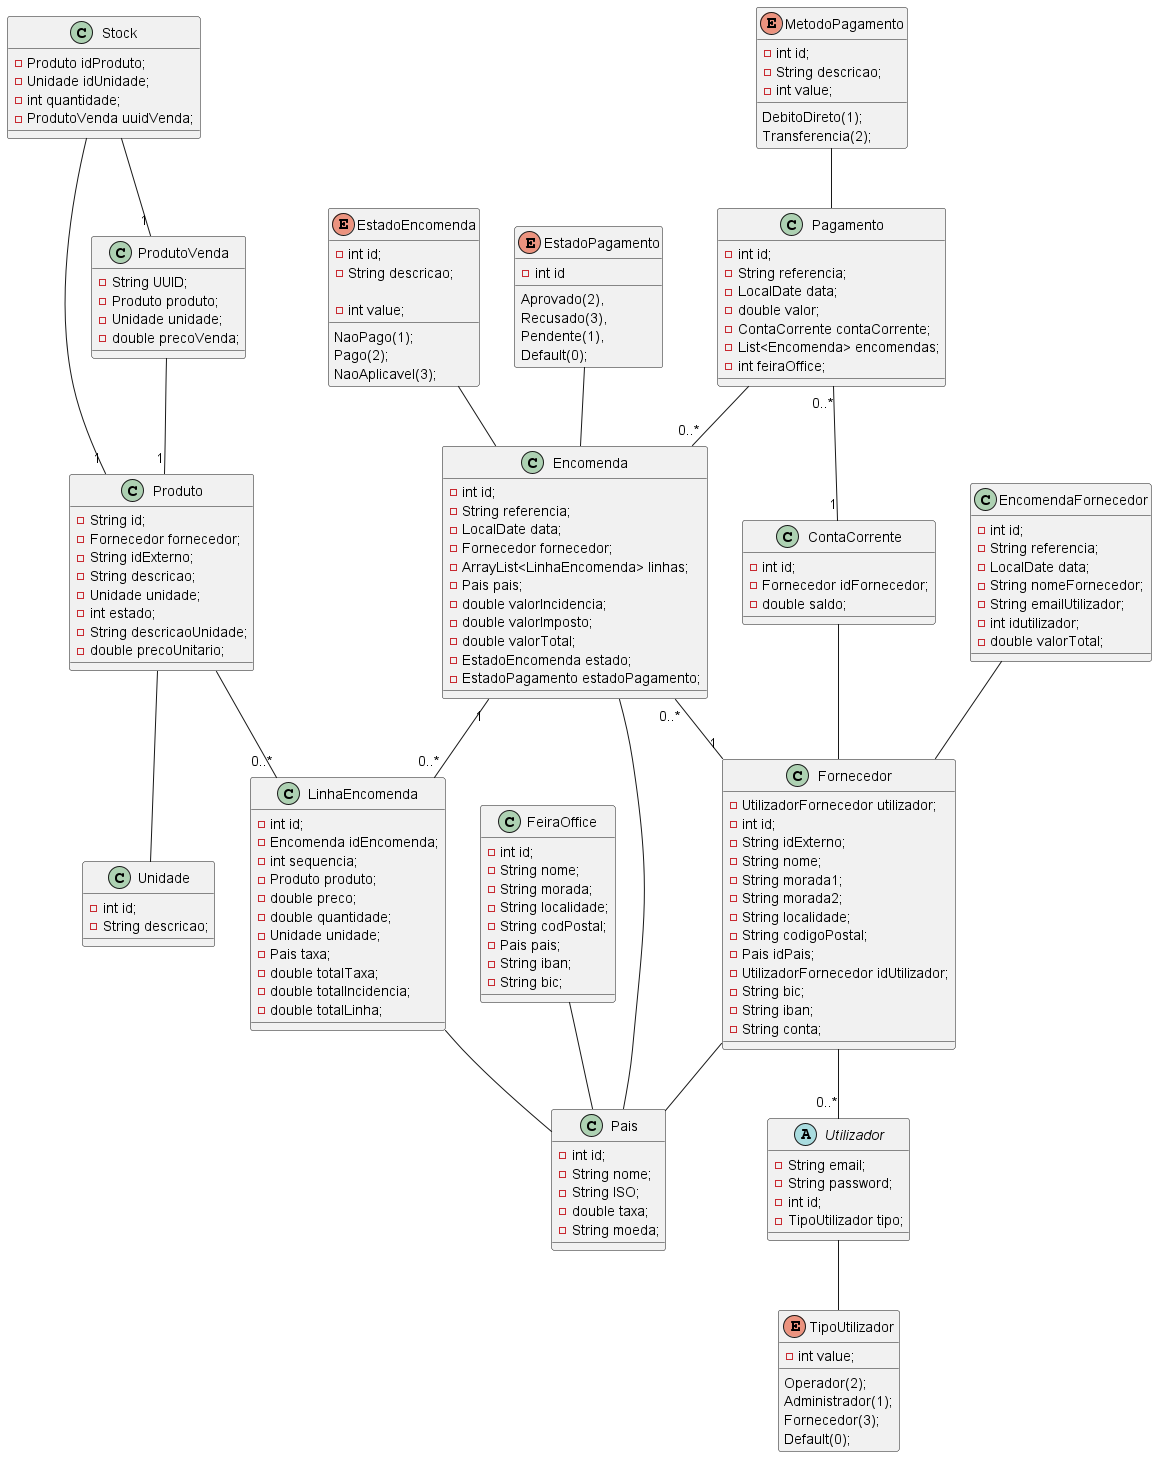 C Stock
Produto idProduto;
Unidade idUnidade;
int quantidade;
ProdutoVenda uuidVenda;
E MetodoPagamento
int id;
String descricao;
int value;
DebitoDireto(1);
Transferencia(2);
1
C ProdutoVenda
String UUID;
Produto produto;
Unidade unidade;
double precoVenda;
E EstadoEncomenda
int id;
String descricao;
int value;
NaoPago(1);
Pago(2);
NaoAplicavel(3);
E EstadoPagamento
int id
Aprovado(2),
Recusado(3),
Pendente(1),
Default(0);
C Pagamento
int id;
String referencia;
LocalDate data;
double valor;
ContaCorrente contaCorrente;
List<Encomenda> encomendas;
int feiraOffice;
0..*
0..*
1
1
1
C Produto
String id;
Fornecedor fornecedor;
String idExterno;
String descricao;
Unidade unidade;
int estado;
String descricaoUnidade;
double precoUnitario;
C Encomenda
int id;
String referencia;
LocalDate data;
Fornecedor fornecedor;
ArrayList<LinhaEncomenda> linhas;
Pais pais;
double valorIncidencia;
double valorImposto;
double valorTotal;
EstadoEncomenda estado;
EstadoPagamento estadoPagamento;
C ContaCorrente
int id;
Fornecedor idFornecedor;
double saldo;
C EncomendaFornecedor
int id;
String referencia;
LocalDate data;
String nomeFornecedor;
String emailUtilizador;
int idutilizador;
double valorTotal;
1
0..*
1
0..*
0..*
C Unidade
int id;
String descricao;
C LinhaEncomenda
int id;
Encomenda idEncomenda;
int sequencia;
Produto produto;
double preco;
double quantidade;
Unidade unidade;
Pais taxa;
double totalTaxa;
double totalIncidencia;
double totalLinha;
C FeiraOffice
int id;
String nome;
String morada;
String localidade;
String codPostal;
Pais pais;
String iban;
String bic;
C Fornecedor
UtilizadorFornecedor utilizador;
int id;
String idExterno;
String nome;
String morada1;
String morada2;
String localidade;
String codigoPostal;
Pais idPais;
UtilizadorFornecedor idUtilizador;
String bic;
String iban;
String conta;
0..*
C Pais
int id;
String nome;
String ISO;
double taxa;
String moeda;
A Utilizador
String email;
String password;
int id;
TipoUtilizador tipo;
E TipoUtilizador
int value;
Operador(2);
Administrador(1);
Fornecedor(3);
Default(0);